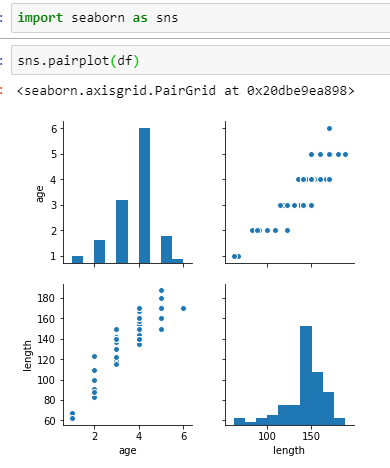 :
import seaborn as sns
:
sns.pairplot(df)
:
<seaborn.axisgrid.PairGrid at 0x20dbe9ea898>
6
5
4
3
2
1
age
180
160
140
120
100
80
60
length
2 4 6
age
100 150
length